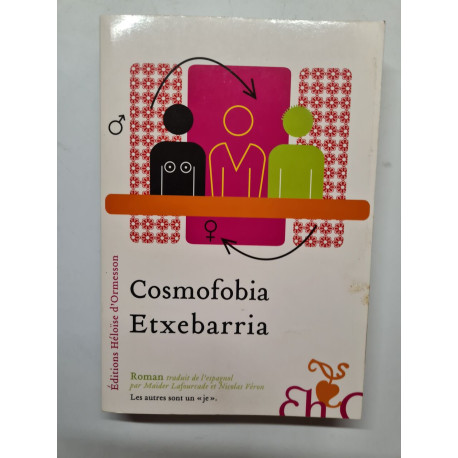 Cosmofobia
Etxebarria
Roman traduit de l'espagnol
par Maïder Lafourcade et Nicolas Véron
Les autres sont un « je ».
Éditions Héloïse d'Ormesson